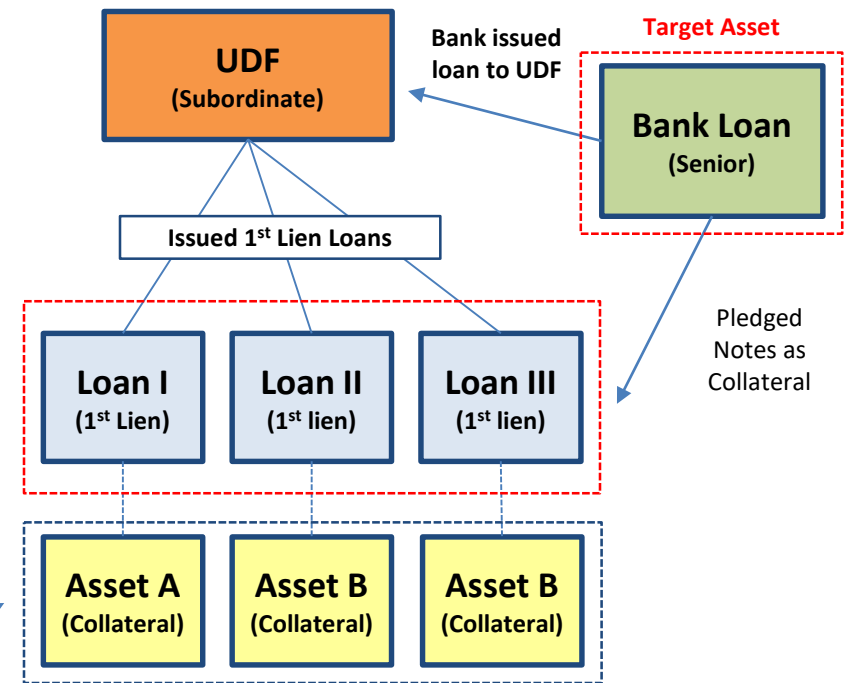 Target Asset
Bank issued
loan to UDF
UDF
(Subordinate)
Bank Loan
(Senior)
Issued 1st Lien Loans
Pledged
Notes as
Collateral
Loan I
(1st Lien)
Loan II
(1st lien)
Loan III
(1st lien)
Asset A
(Collateral)
Asset B
(Collateral)
Asset B
(Collateral)